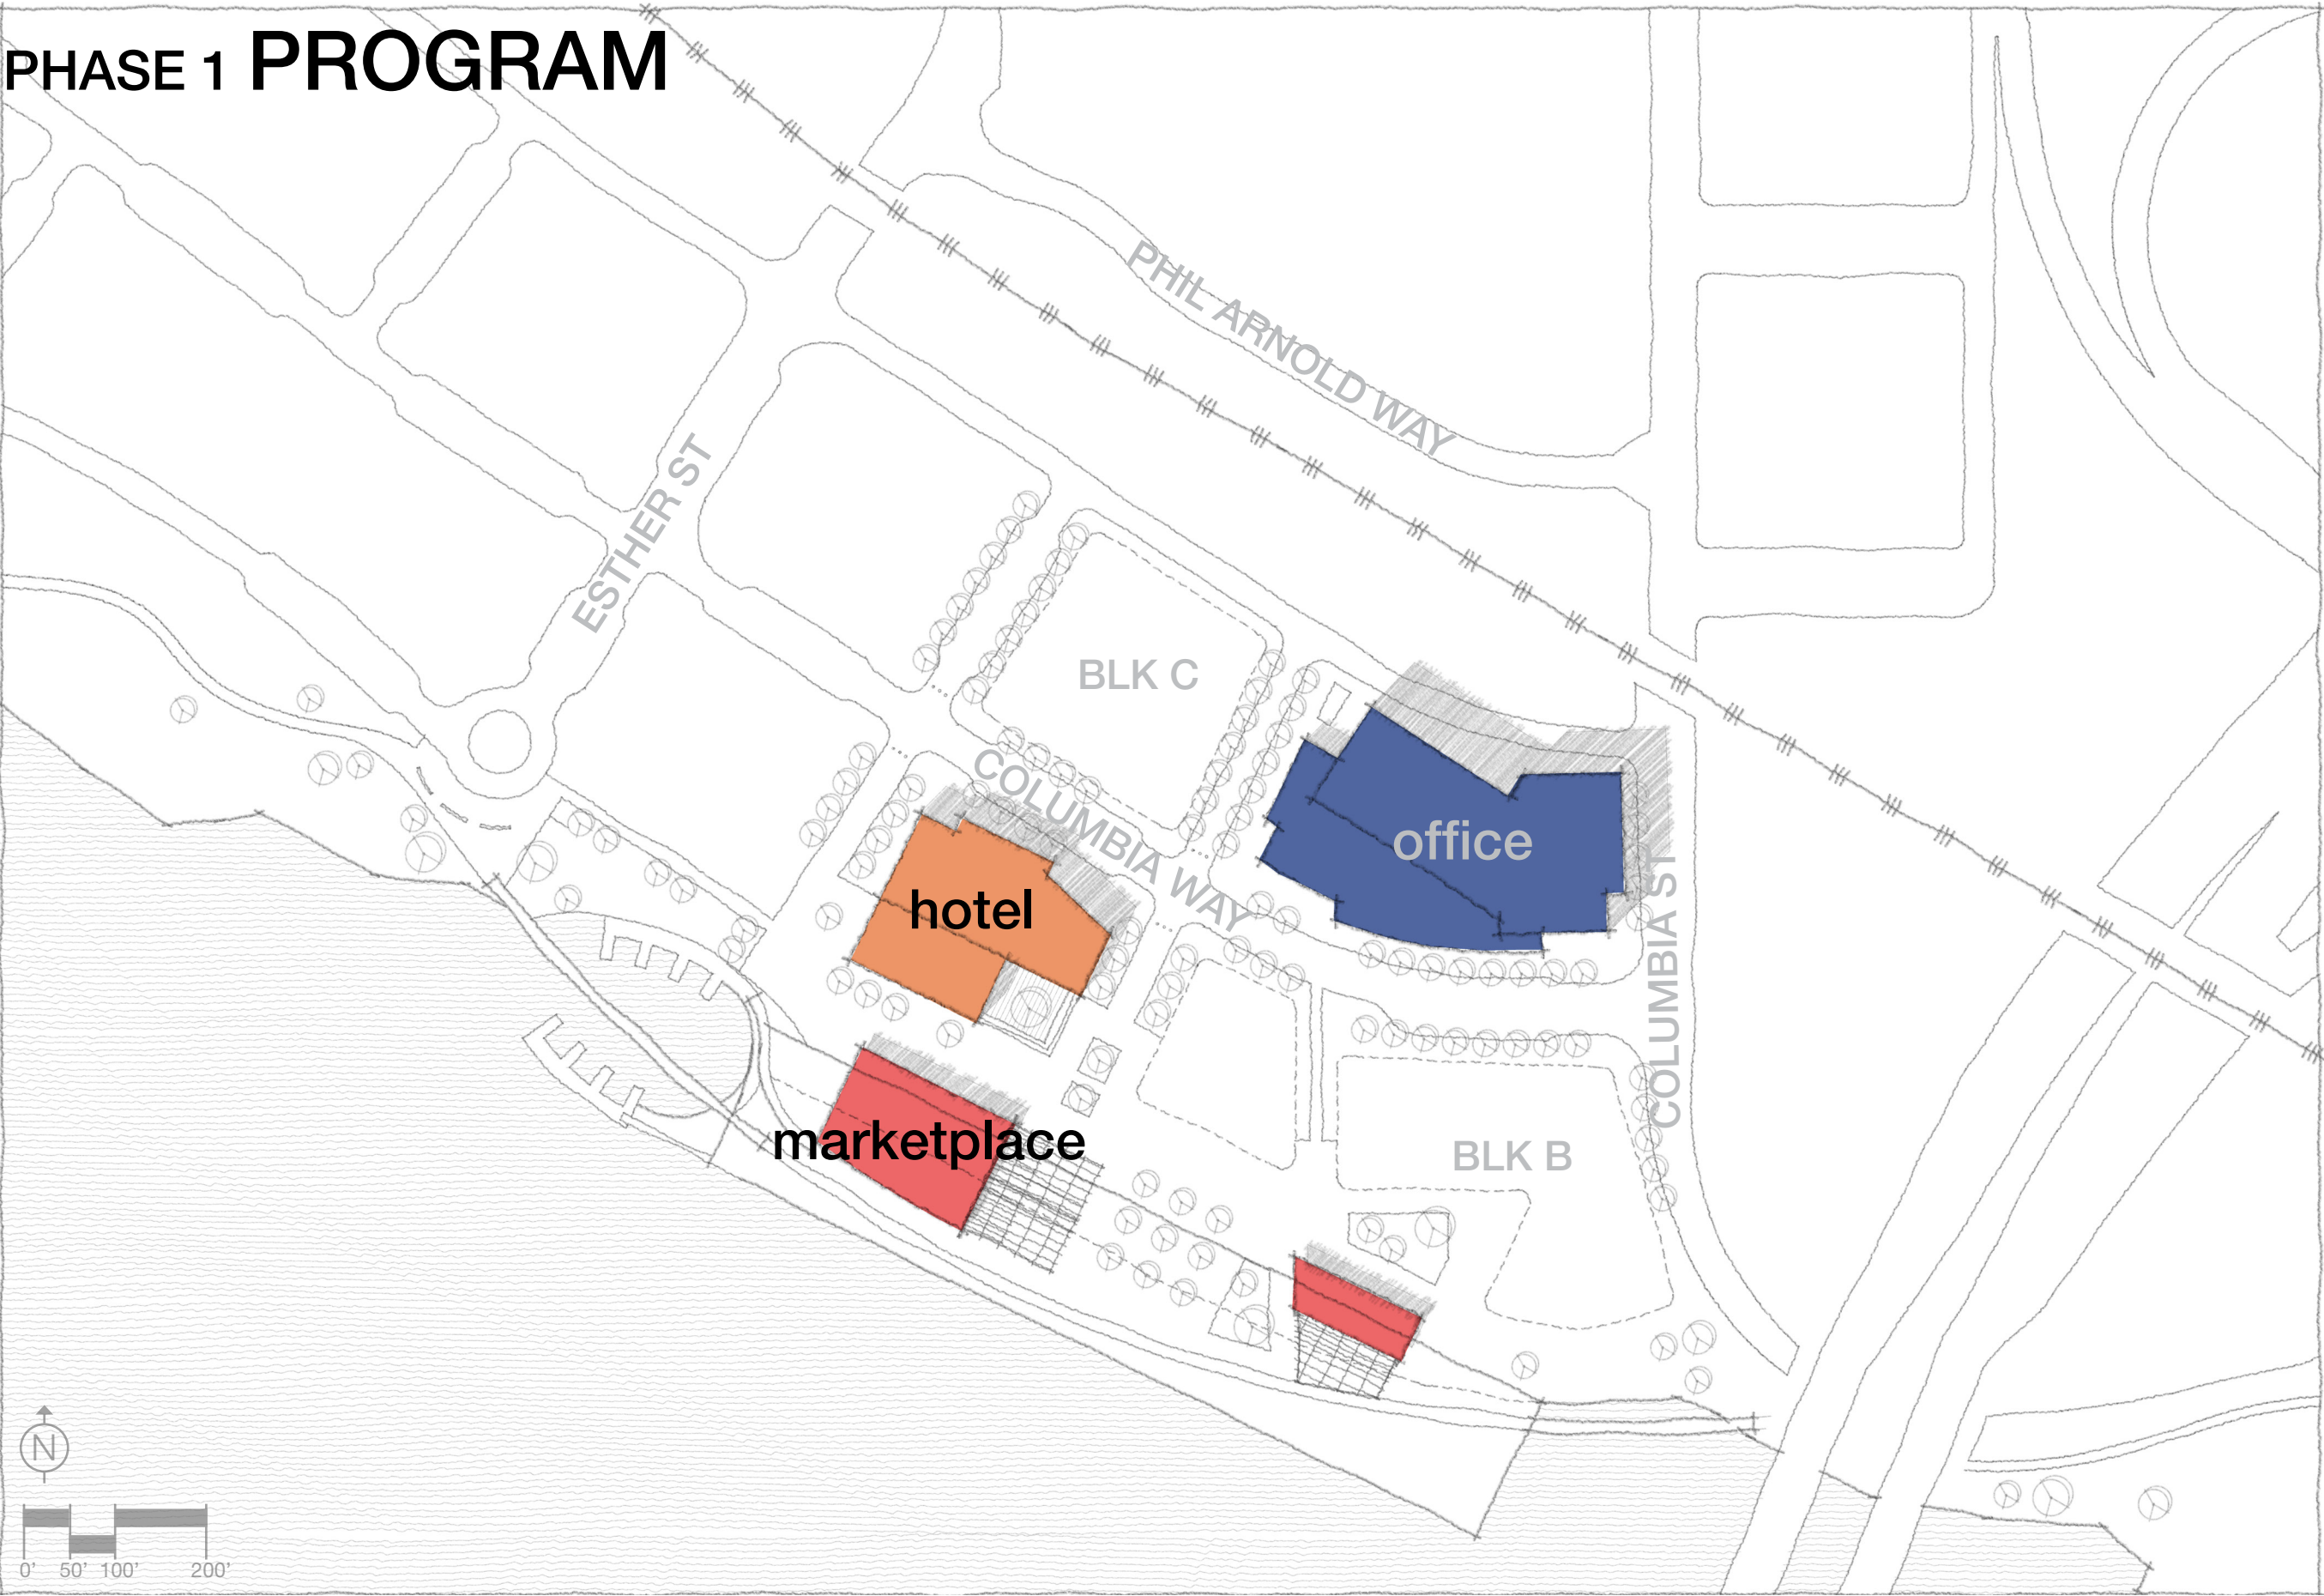 PHASE 1 PROGRAM
PHIL ARNOLD WAY
ESTHER ST
BLK C
COLUMBIA WAY
office
hotel
COLUMBIA ST
marketplace
BLK B
N
0' 50' 100' 200'